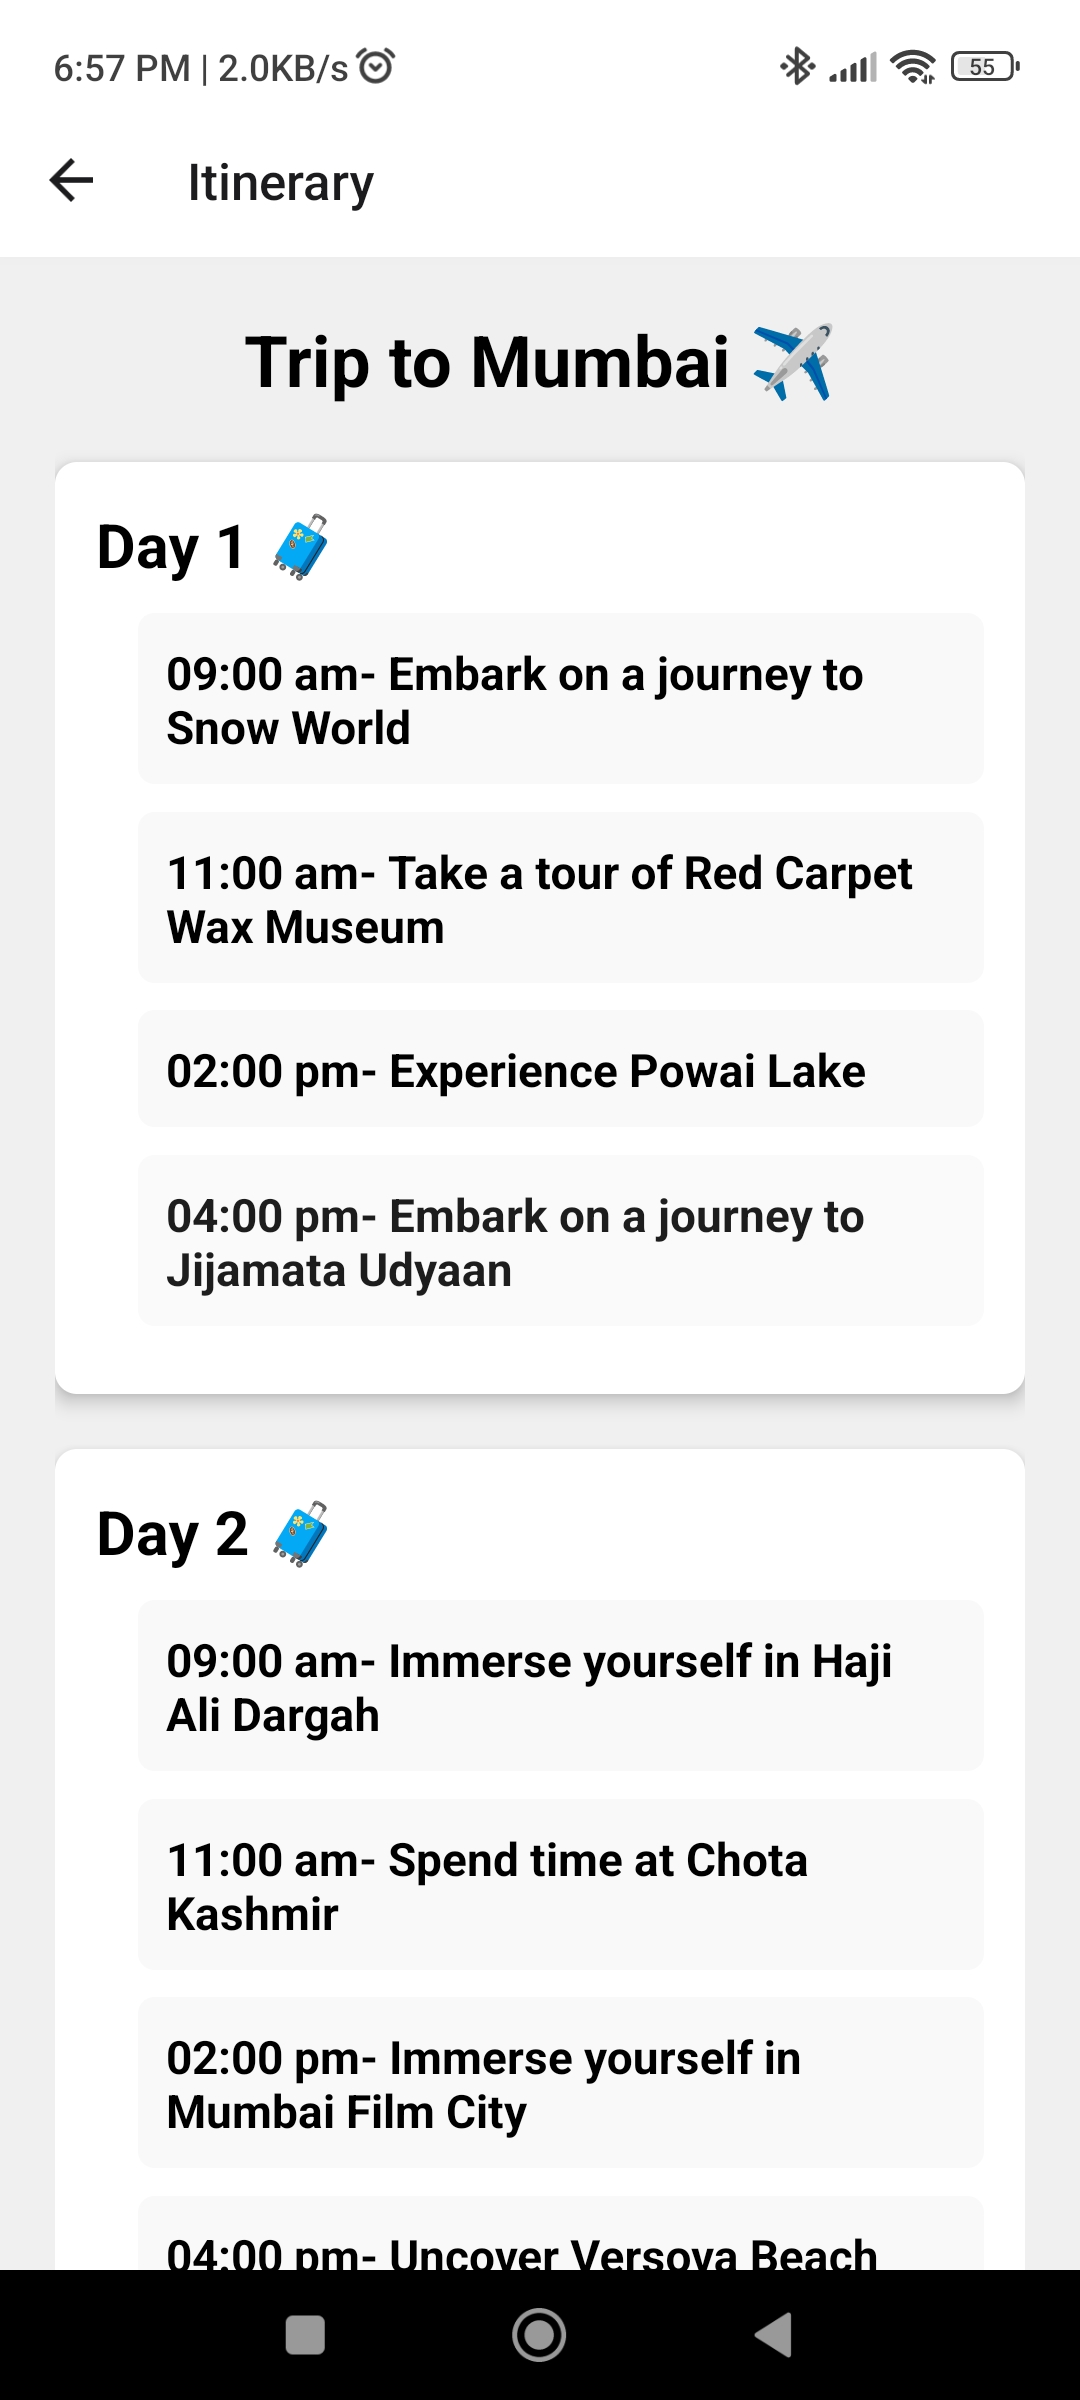 6:57 PM | 2.0KB/s
55
Itinerary
Trip to Mumbai
Day 1
09:00 am- Embark on a journey to
Snow World
11:00 am- Take a tour of Red Carpet
Wax Museum
02:00 pm- Experience Powai Lake
04:00 pm- Embark on a journey to
Jijamata Udyaan
Day 2
09:00 am- Immerse yourself in Haji
Ali Dargah
11:00 am- Spend time at Chota
Kashmir
02:00 pm- Immerse yourself in
Mumbai Film City
04:00 pm- Uncover Versova Beach